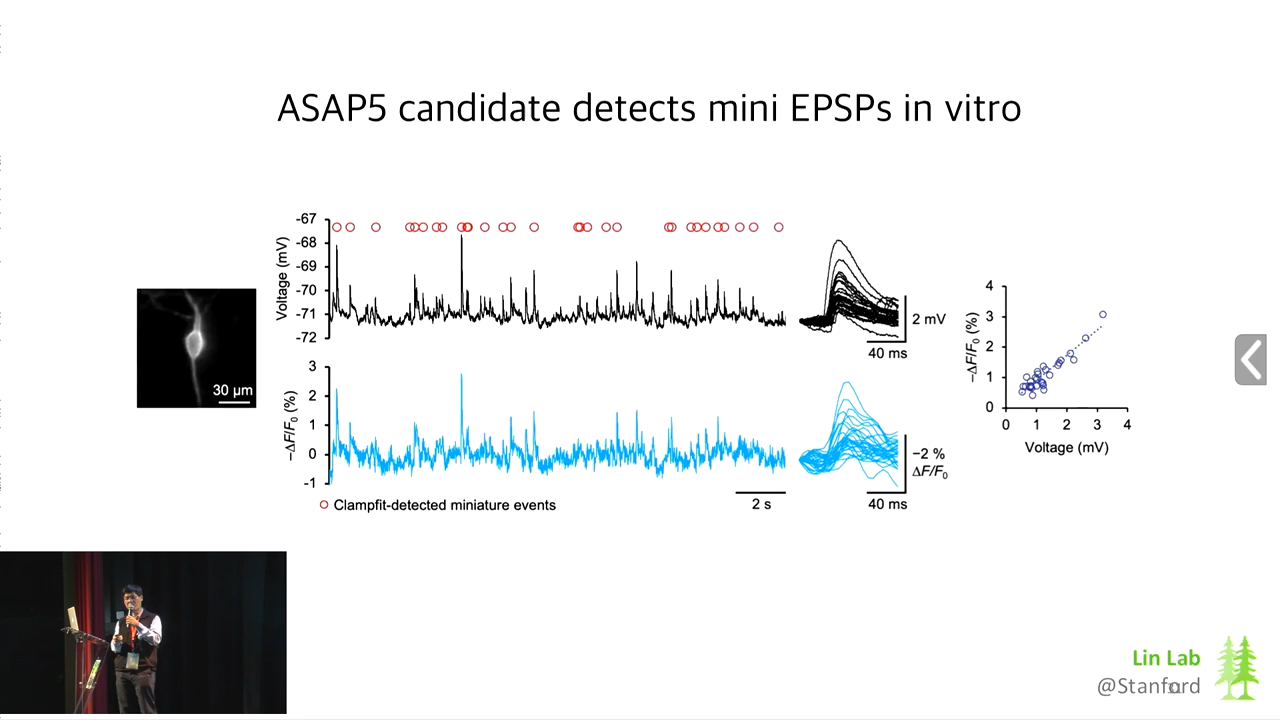 ASAP5 candidate detects mini EPSPs in vitro
30 µm
Voltage (mV)
-67
-68
-69
-70
-71
-72
2 mV
40 ms
−ΔF/F0 (%)
3
2
1
0
-1
Clampfit-detected miniature events
2 s
−2 %
ΔF/F0
40 ms
−ΔF/F0 (%)
4
3
2
1
0
0 1 2 3 4
Voltage (mV)
Lin Lab
@Stanford